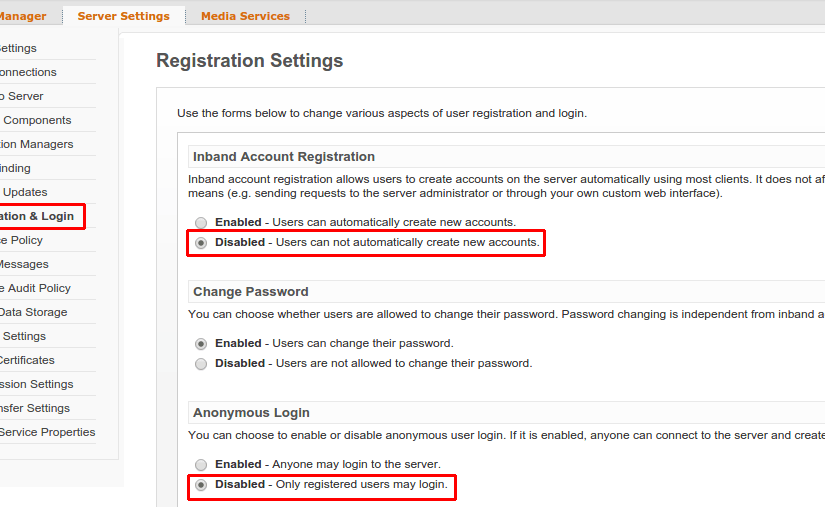 Manager Server Settings Media Services
Settings
Connections
o Server
Components
tion Managers
inding
Updates
ation & Login
ce Policy
Messages
e Audit Policy
Data Storage
Settings
Certificates
ssion Settings
nsfer Settings
Service Properties
Registration Settings
Use the forms below to change various aspects of user registration and login.
Inband Account Registration
Inband account registration allows users to create accounts on the server automatically using most clients. It does not af
means (e.g. sending requests to the server administrator or through your own custom web interface).
Enabled - Users can automatically create new accounts.
Disabled - Users can not automatically create new accounts.
Change Password
You can choose whether users are allowed to change their password. Password changing is independent from inband a
Enabled - Users can change their password.
Disabled - Users are not allowed to change their password.
Anonymous Login
You can choose to enable or disable anonymous user login. If it is enabled, anyone can connect to the server and create
Enabled - Anyone may login to the server.
Disabled - Only registered users may login.